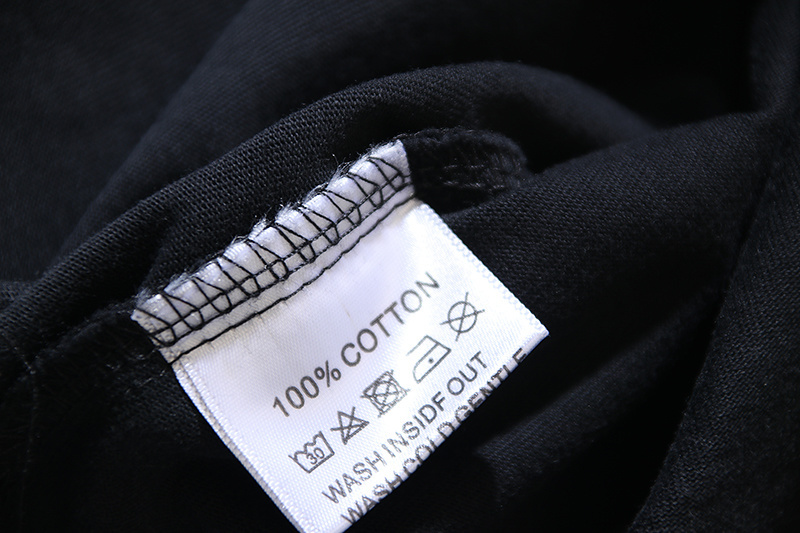 100% COTTON
30
WASH INSIDF OUT
WASH COLD GENTLE